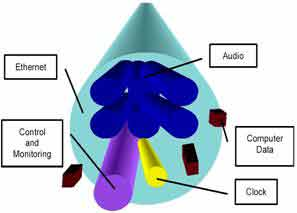 Ethernet
Audio
Control
and
Monitoring
Computer
Data
Clock